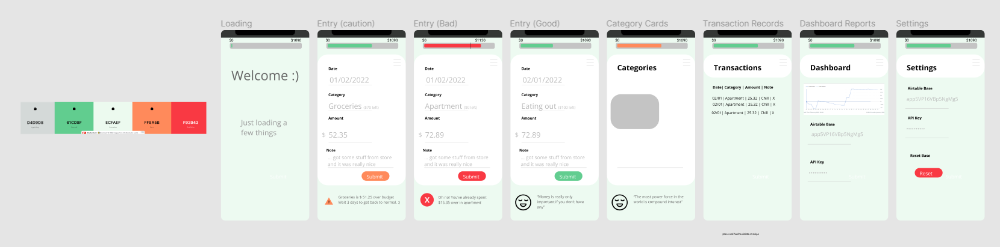 D4D9D8
61CD8F
ECFAEF
FF8A5B
F93943
Loading
$0 $1090
Welcome :)
Just loading a
few things
Entry (caution)
$0 $1090
Date
01/02/2022
Category
Groceries ($70 left)
Amount
$ 52.35
Note
... got some stuff from store
and it was really nice
Submit
Groceries is $ 51.25 over budget
Wait 3 days to get back to normal. :)
Entry (Bad)
$0 $1150
Date
01/02/2022
Category
Apartment ($0 left)
Amount
$ 72.89
Note
... got some stuff from store
and it was really nice
Submit
X
Oh no! You've already spent
$15.35 over in apartment
Entry (Good)
$0 $1090
Date
02/01/2022
Category
Eating out ($100 left)
Amount
$ 72.89
Note
... got some stuff from store
and it was really nice
Submit
"Money is really only
important if you don't have
any"
Category Cards
$0 $1090
Categories
"The most power force in the
world is compound interest"
Transaction Records
$0 $1090
Transactions
Date| Category | Amount | Note
02/01| Apartment | 25.32 | Chill | X
02/01| Apartment | 25.32 | Chill | X
02/01| Apartment | 25.32 | Chill | X
Submit
press and hold to delete or swipe
Dashboard Reports
$0 $1090
Dashboard
Airtable Base
app5VP16VBp5NgMg5
API Key
**********
Submit
Settings
$0 $1090
Settings
Airtable Base
app5VP16VBp5NgMg5
API Key
**********
Reset Base
Reset
Submit